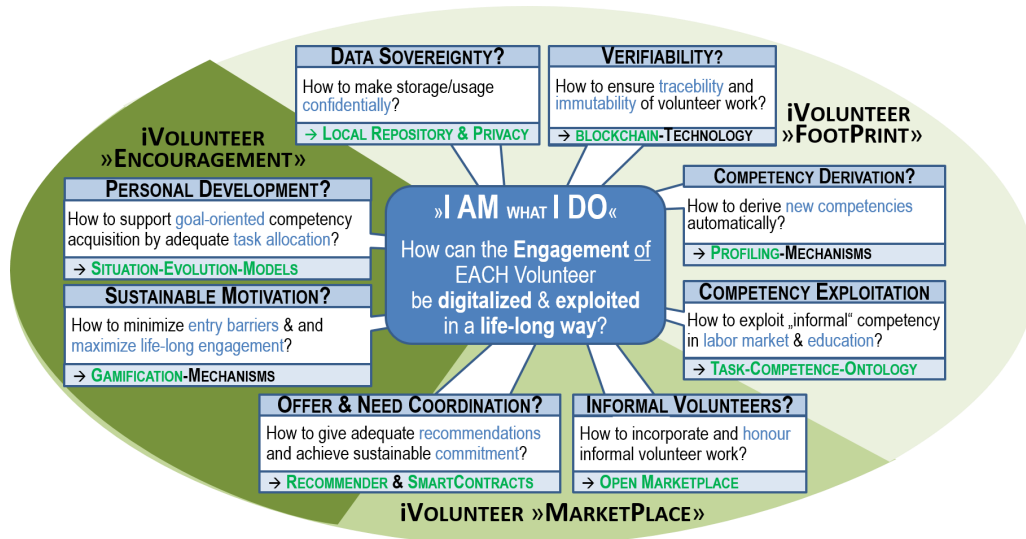 DATA SOVEREIGNTY?
How to make storage/usage
confidentially?
→ LOCAL REPOSITORY & PRIVACY
VERIFIABILITY?
How to ensure tracebility and
immutability of volunteer work?
→ BLOCKCHAIN-TECHNOLOGY
iVOLUNTEER
»FOOTPRINT»
iVOLUNTEER
»ENCOURAGEMENT»
PERSONAL DEVELOPMENT?
How to support goal-oriented competency
acquisition by adequate task allocation?
→ SITUATION-EVOLUTION-MODELS
SUSTAINABLE MOTIVATION?
How to minimize entry barriers & and
maximize life-long engagement?
→ GAMIFICATION-MECHANISMS
»I AM WHAT I DO«
How can the Engagement of
EACH Volunteer
be digitalized & exploited
in a life-long way?
COMPETENCY DERIVATION?
How to derive new competencies
automatically?
→ PROFILING-MECHANISMS
COMPETENCY EXPLOITATION
How to exploit „informal“ competency
in labor market & education?
→ TASK-COMPETENCE-ONTOLOGY
OFFER & NEED COORDINATION?
How to give adequate recommendations
and achieve sustainable commitment?
→ RECOMMENDER & SMARTCONTRACTS
INFORMAL VOLUNTEERS?
How to incorporate and honour
informal volunteer work?
→ OPEN MARKETPLACE
iVOLUNTEER »MARKETPLACE»